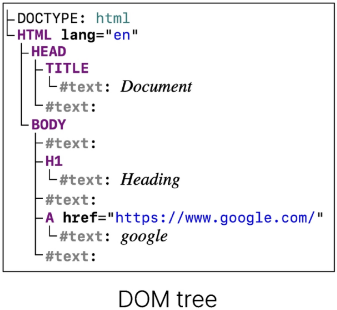 DOCTYPE: html
HTML lang="en"
HEAD
TITLE
#text: Document
#text:
BODY
#text:
H1
#text: Heading
#text:
A href="https://www.google.com/"
#text: google
#text:
DOM tree